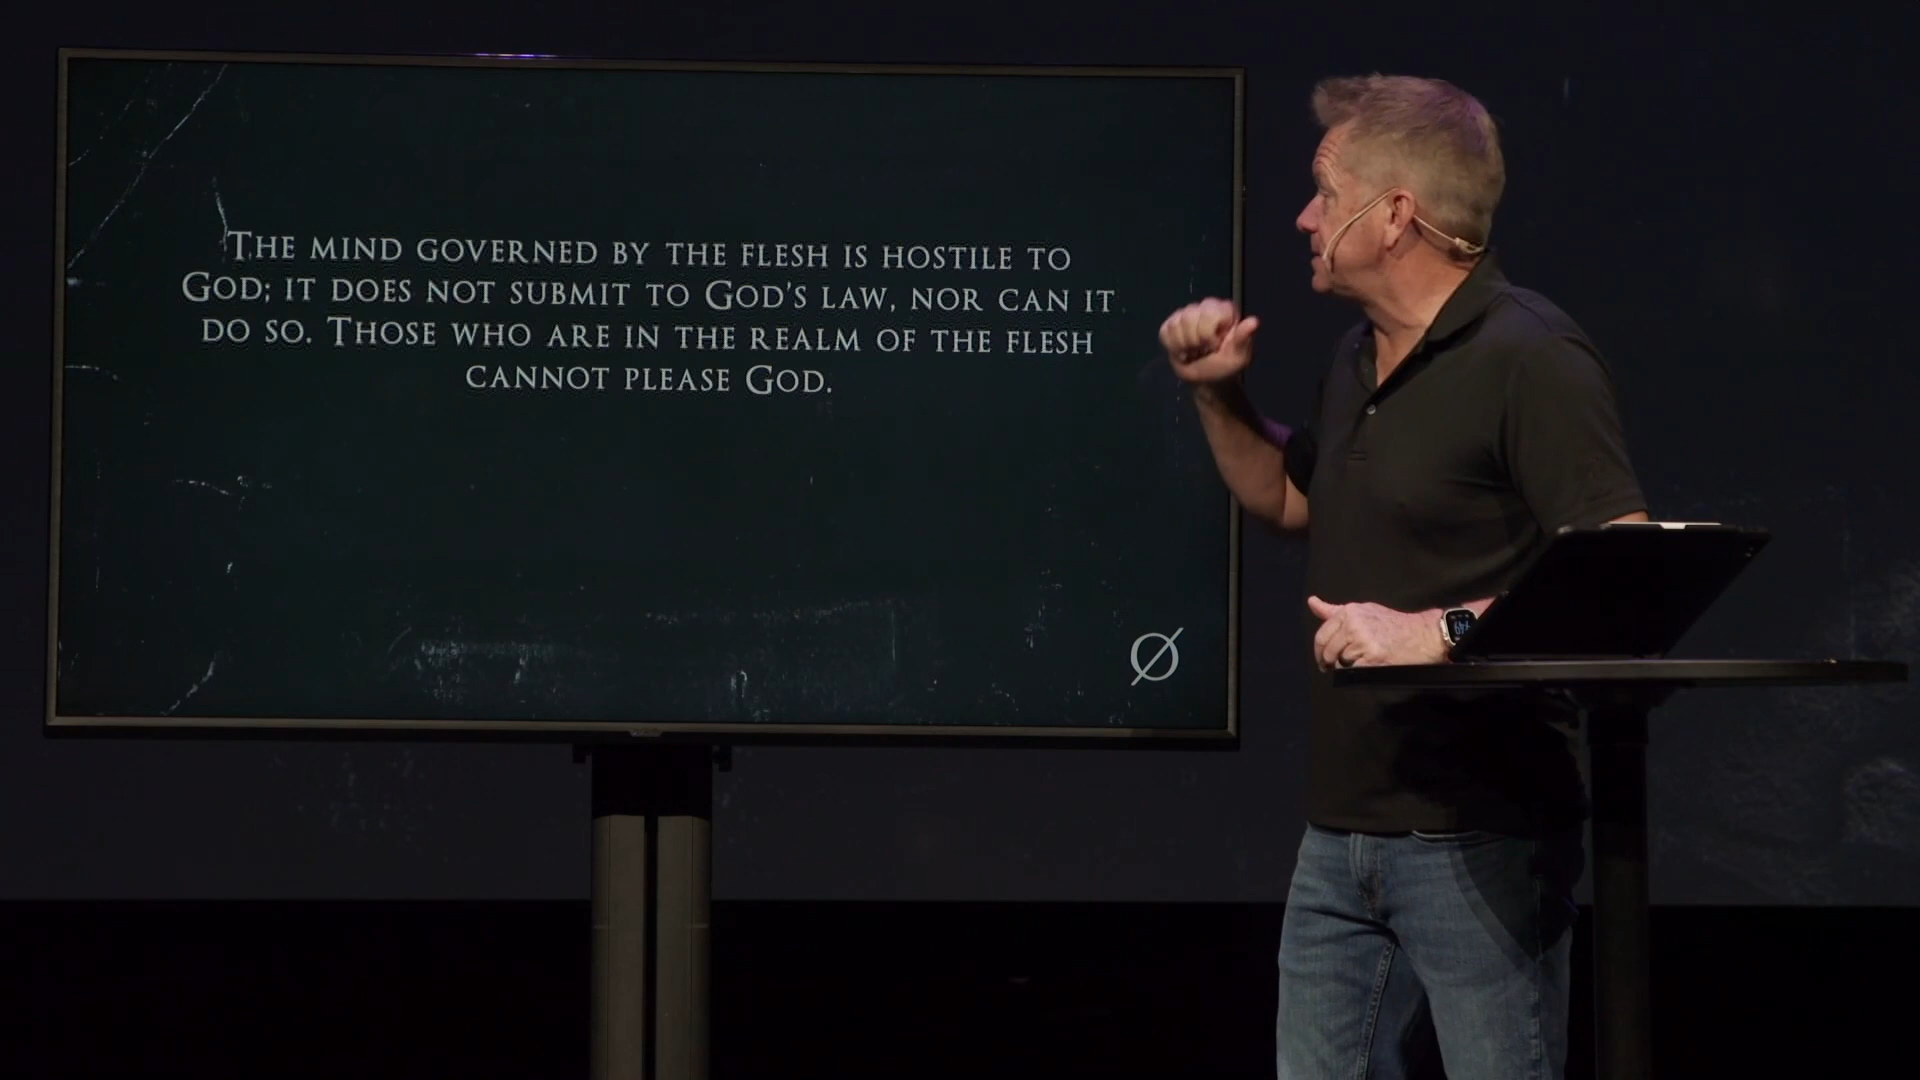 The mind governed by the flesh is hostile to
God; it does not submit to God's law, nor can it
do so. Those who are in the realm of the flesh
cannot please God.
Ø